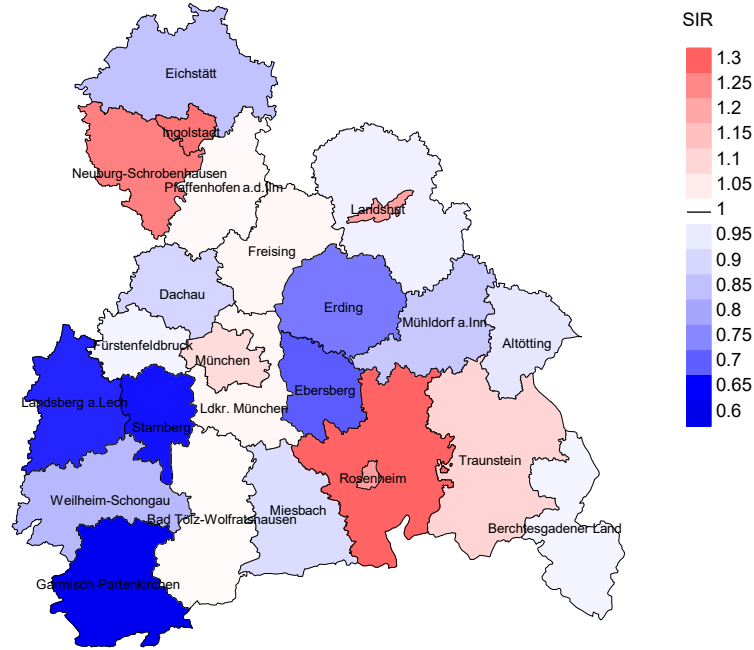 SIR
Eichstätt
1.3
1.25
Ingolstadt
1.2
Neuburg-Schrobenhausen
1.15
Pfaffenhofen a.d.Ilm
1.1
1.05
Landshut
1
Freising
0.95
0.9
Dachau
0.85
Erding
Mühldorf a.Inn
0.8
Fürstenfeldbruck
0.75
Altötting
München
0.7
0.65
Ebersberg
Landsberg a.Lech
Ldkr. München
0.6
Starnberg
Traunstein
Rosenheim
Weilheim-Schongau
Miesbach
Bad Tölz-Wolfratshausen
Berchtesgadener Land
Garmisch-Partenkirchen